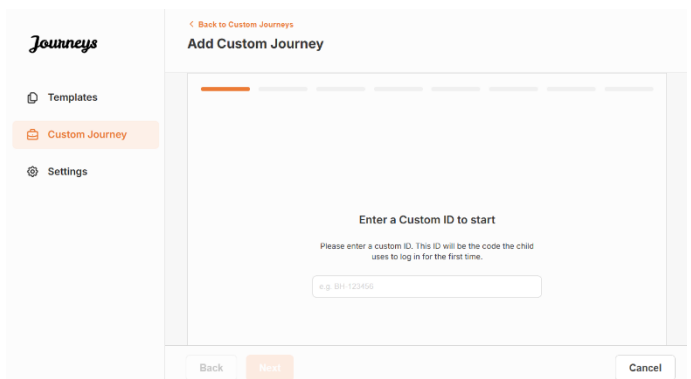 Journeys
Templates
Custom Journey
Settings
< Back to Custom Journeys
Add Custom Journey
Enter a Custom ID to start
Please enter a custom ID. This ID will be the code the child
uses to log in for the first time.
e.g. BH-123456
Back
Next
Cancel